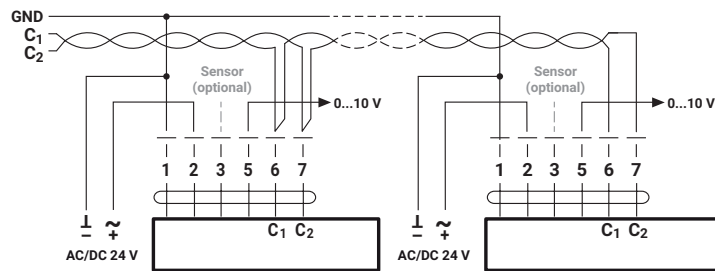 GND
C1
C2
Sensor
(optional)
0...10 V
Sensor
(optional)
0...10 V
1 2 3 5 6 7
1 2 3 5 6 7
⊥ ~
– +
AC/DC 24 V
C1 C2
⊥ ~
– +
AC/DC 24 V
C1 C2